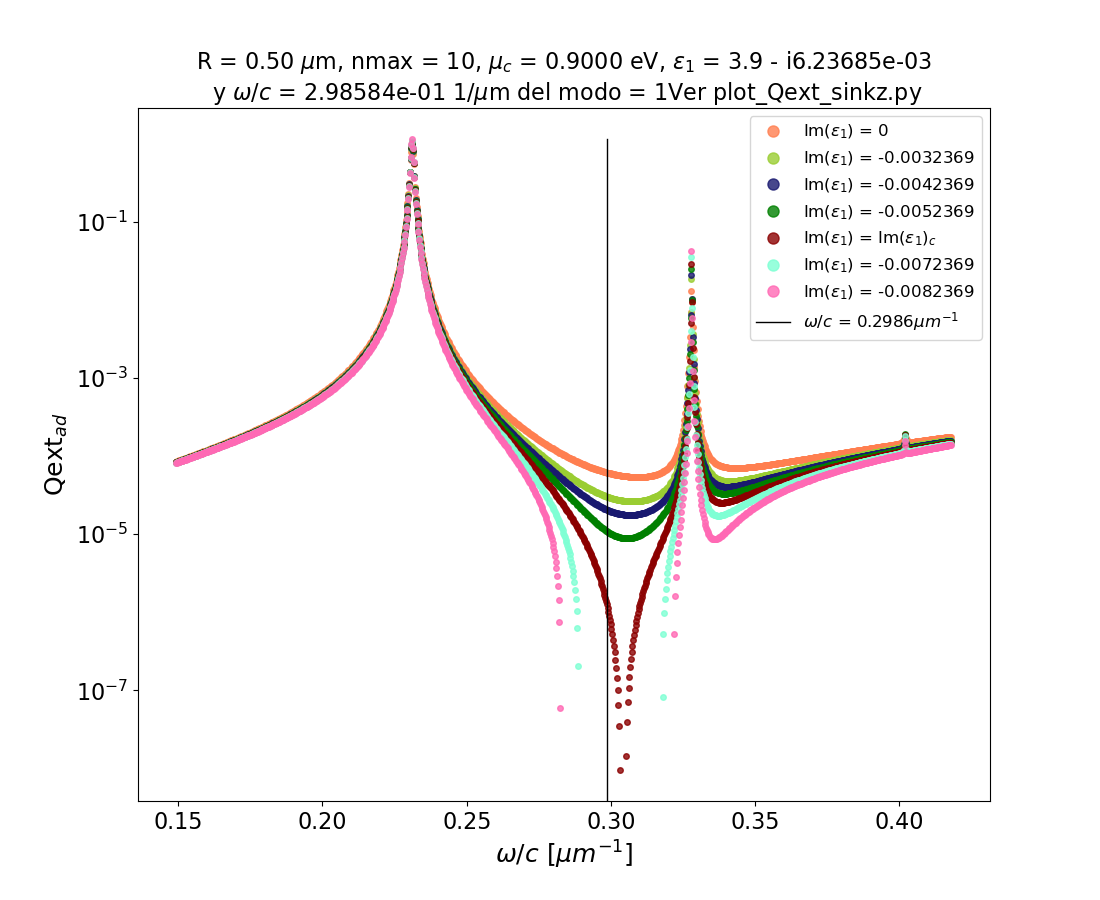 R = 0.50 μm, nmax = 10, μ_c = 0.9000 eV, ε₁ = 3.9 - i6.23685e-03
y ω/c = 2.98584e-01 1/μm del modo = 1Ver plot_Qext_sinkz.py
Im(ε₁) = 0
Im(ε₁) = -0.0032369
Im(ε₁) = -0.0042369
Im(ε₁) = -0.0052369
Im(ε₁) = Im(ε₁)_c
Im(ε₁) = -0.0072369
Im(ε₁) = -0.0082369
ω/c = 0.2986μm⁻¹
Qext_ad
10⁻¹
10⁻³
10⁻⁵
10⁻⁷
0.15 0.20 0.25 0.30 0.35 0.40
ω/c [μm⁻¹]